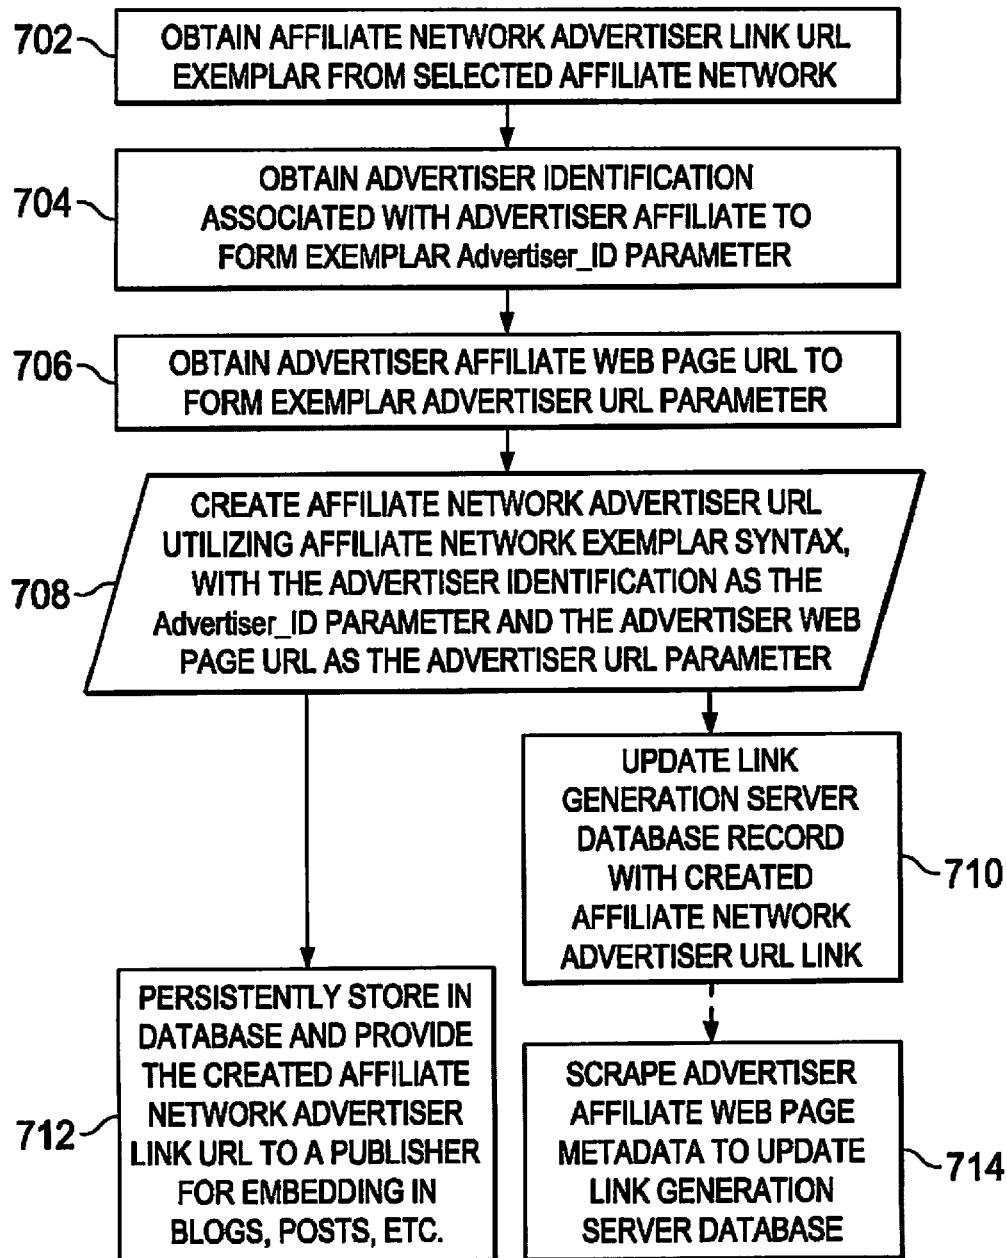 702
OBTAIN AFFILIATE NETWORK ADVERTISER LINK URL
EXEMPLAR FROM SELECTED AFFILIATE NETWORK
704
OBTAIN ADVERTISER IDENTIFICATION
ASSOCIATED WITH ADVERTISER AFFILIATE TO
FORM EXEMPLAR Advertiser_ID PARAMETER
706
OBTAIN ADVERTISER AFFILIATE WEB PAGE URL TO
FORM EXEMPLAR ADVERTISER URL PARAMETER
708
CREATE AFFILIATE NETWORK ADVERTISER URL
UTILIZING AFFILIATE NETWORK EXEMPLAR SYNTAX,
WITH THE ADVERTISER IDENTIFICATION AS THE
Advertiser_ID PARAMETER AND THE ADVERTISER WEB
PAGE URL AS THE ADVERTISER URL PARAMETER
UPDATE LINK
GENERATION SERVER
DATABASE RECORD
WITH CREATED
AFFILIATE NETWORK
ADVERTISER URL LINK
710
712
PERSISTENTLY STORE IN
DATABASE AND PROVIDE
THE CREATED AFFILIATE
NETWORK ADVERTISER
LINK URL TO A PUBLISHER
FOR EMBEDDING IN
BLOGS, POSTS, ETC.
SCRAPE ADVERTISER
AFFILIATE WEB PAGE
METADATA TO UPDATE
LINK GENERATION
SERVER DATABASE
714